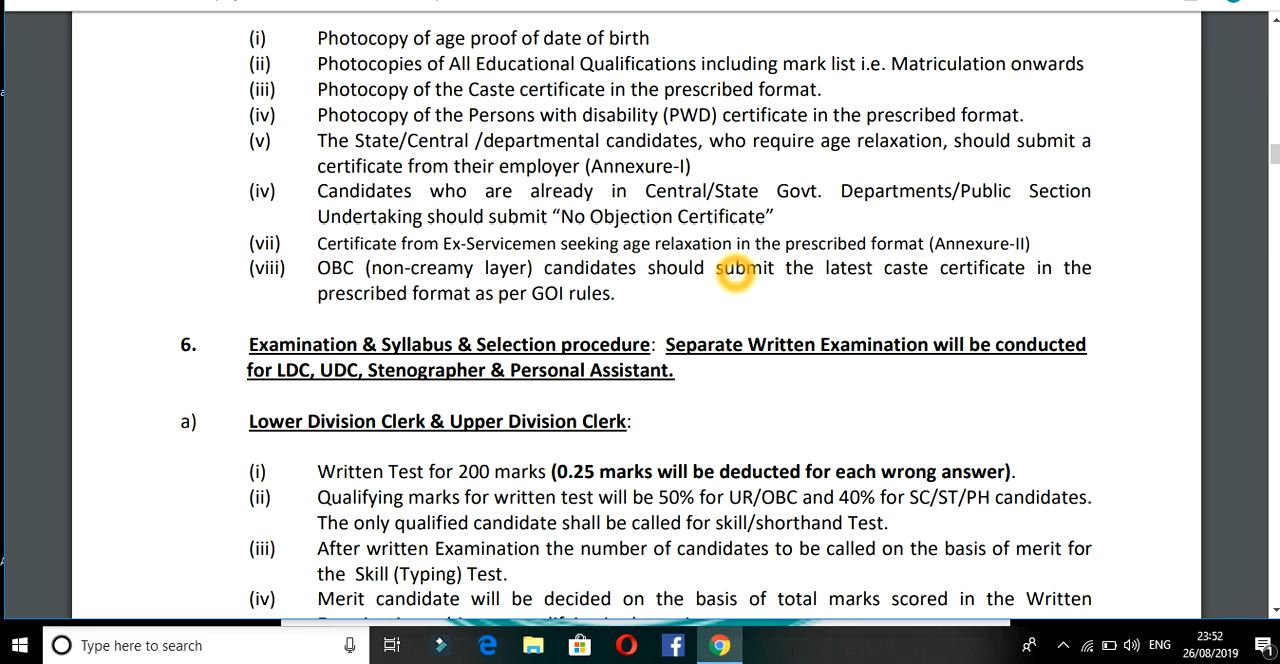 (i) Photocopy of age proof of date of birth
(ii) Photocopies of All Educational Qualifications including mark list i.e. Matriculation onwards
(iii) Photocopy of the Caste certificate in the prescribed format.
(iv) Photocopy of the Persons with disability (PWD) certificate in the prescribed format.
(v) The State/Central /departmental candidates, who require age relaxation, should submit a
certificate from their employer (Annexure-I)
(iv) Candidates who are already in Central/State Govt. Departments/Public Section
Undertaking should submit “No Objection Certificate”
(vii) Certificate from Ex-Servicemen seeking age relaxation in the prescribed format (Annexure-II)
(viii) OBC (non-creamy layer) candidates should submit the latest caste certificate in the
prescribed format as per GOI rules.
6. Examination & Syllabus & Selection procedure: Separate Written Examination will be conducted
for LDC, UDC, Stenographer & Personal Assistant.
a) Lower Division Clerk & Upper Division Clerk:
(i) Written Test for 200 marks (0.25 marks will be deducted for each wrong answer).
(ii) Qualifying marks for written test will be 50% for UR/OBC and 40% for SC/ST/PH candidates.
The only qualified candidate shall be called for skill/shorthand Test.
(iii) After written Examination the number of candidates to be called on the basis of merit for
the Skill (Typing) Test.
(iv) Merit candidate will be decided on the basis of total marks scored in the Written
Type here to search
ENG
23:52
26/08/2019
1